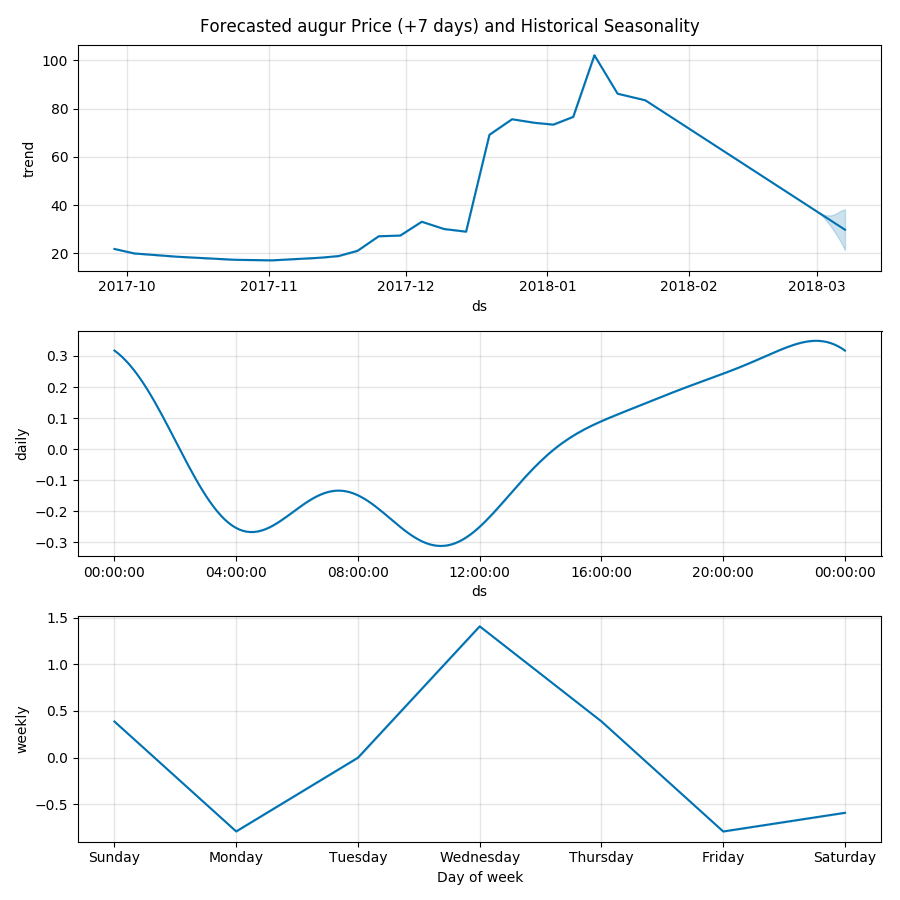 Forecasted augur Price (+7 days) and Historical Seasonality
100
80
60
40
20
trend
2017-10 2017-11 2017-12 2018-01 2018-02 2018-03
ds
0.3
0.2
0.1
0.0
−0.1
−0.2
−0.3
daily
00:00:00 04:00:00 08:00:00 12:00:00 16:00:00 20:00:00 00:00:00
ds
1.5
1.0
0.5
0.0
−0.5
weekly
Sunday Monday Tuesday Wednesday Thursday Friday Saturday
Day of week